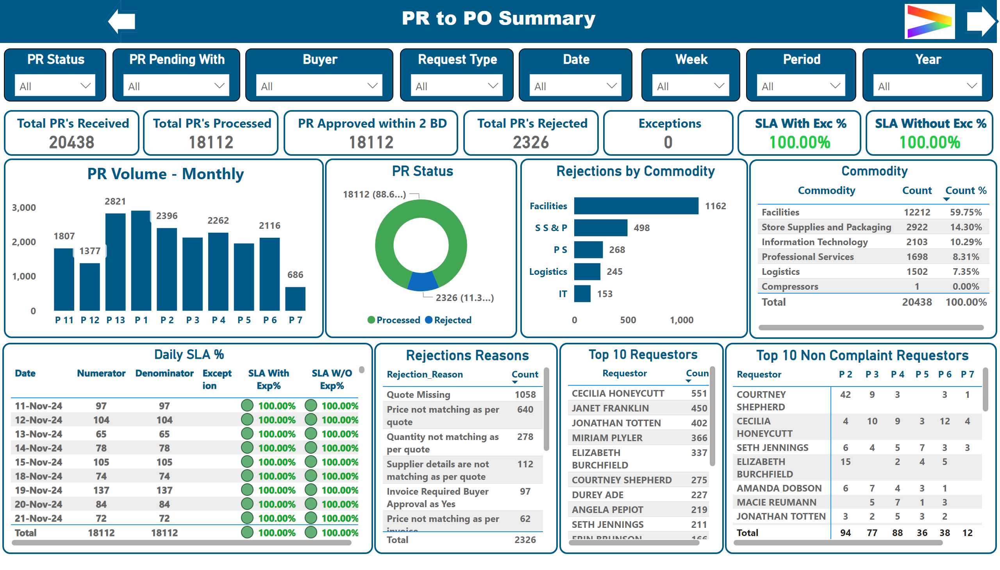 PR to PO Summary
PR Status
PR Pending With
Buyer
Request Type
Date
Week
Period
Year
All
All
All
All
All
All
All
All
Total PR's Received
20438
Total PR's Processed
18112
PR Approved within 2 BD
18112
Total PR's Rejected
2326
Exceptions
0
SLA With Exc %
100.00%
SLA Without Exc %
100.00%
PR Volume - Monthly
3,000
2,000
1,000
0
1807
1377
2821
2396
2262
2116
686
P 11 P 12 P 13 P 1 P 2 P 3 P 4 P 5 P 6 P 7
PR Status
18112 (88.6...)
2326 (11.3...)
Processed Rejected
Rejections by Commodity
Facilities 1162
S S & P 498
P S 268
Logistics 245
IT 153
0 500 1,000
Commodity
Commodity Count Count %
Facilities 12212 59.75%
Store Supplies and Packaging 2922 14.30%
Information Technology 2103 10.29%
Professional Services 1698 8.31%
Logistics 1502 7.35%
Compressors 1 0.00%
Total 20438 100.00%
Daily SLA %
Date Numerator Denominator Except SLA With SLA W/O
ion Exp% Exp%
11-Nov-24 97 97 100.00% 100.00%
12-Nov-24 104 104 100.00% 100.00%
13-Nov-24 65 65 100.00% 100.00%
14-Nov-24 78 78 100.00% 100.00%
15-Nov-24 105 105 100.00% 100.00%
18-Nov-24 74 74 100.00% 100.00%
19-Nov-24 137 137 100.00% 100.00%
20-Nov-24 84 84 100.00% 100.00%
21-Nov-24 72 72 100.00% 100.00%
Total 18112 18112 100.00% 100.00%
Rejections Reasons
Rejection_Reason Count
Quote Missing 1058
Price not matching as per 640
quote
Quantity not matching as 278
per quote
Supplier details are not 112
matching as per quote
Invoice Required Buyer 97
Approval as Yes
Price not matching as per 62
invoice
Total 2326
Top 10 Requestors
Requestor Coun
CECILIA HONEYCUTT 551
JANET FRANKLIN 450
JONATHAN TOTTEN 402
MIRIAM PLYLER 366
ELIZABETH 337
BURCHFIELD
COURTNEY SHEPHERD 275
DUREY ADE 227
ANGELA PEPIOT 219
SETH JENNINGS 211
ERIN BRUNSON 166
Top 10 Non Complaint Requestors
Requestor P 2 P 3 P 4 P 5 P 6 P 7
COURTNEY 42 9 3 3 1
SHEPHERD
CECILIA 4 10 9 3 12 4
HONEYCUTT
SETH JENNINGS 6 4 5 7 3 3
ELIZABETH 15 2 4 5
BURCHFIELD
AMANDA DOBSON 6 7 4 3 1
MACIE REUMANN 5 7 1 3
JONATHAN TOTTEN 3 2 5 3 2
Total 94 77 88 36 38 12